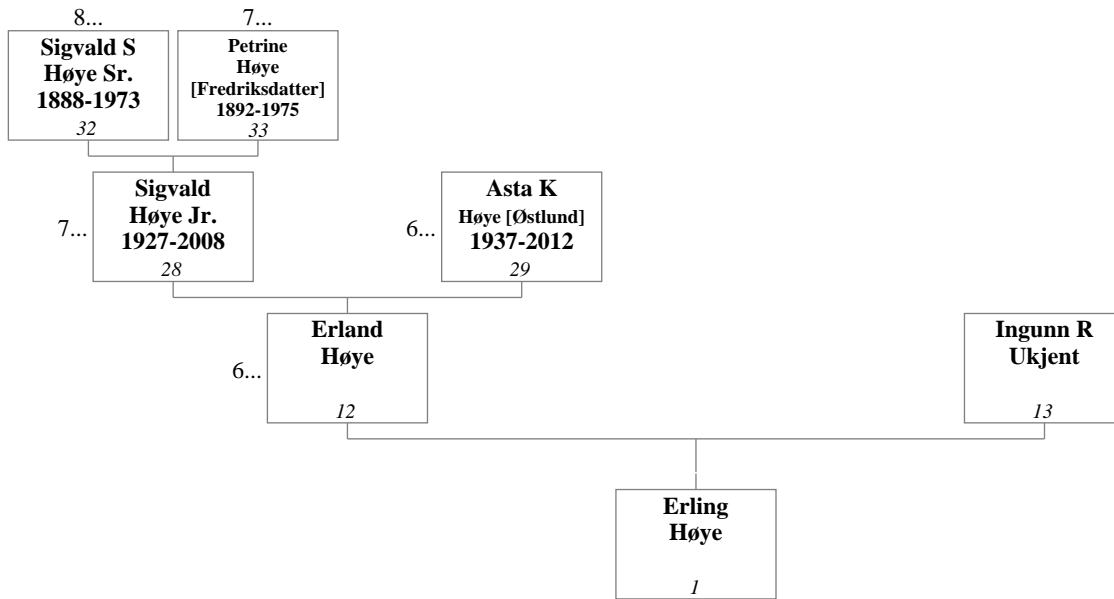 8...
7...
Sigvald S
Høye Sr.
1888-1973
32
Petrine
Høye
[Fredriksdatter]
1892-1975
33
7...
Sigvald
Høye Jr.
1927-2008
28
6...
Asta K
Høye [Østlund]
1937-2012
29
6...
Erland
Høye
12
Ingunn R
Ukjent
13
Erling
Høye
1